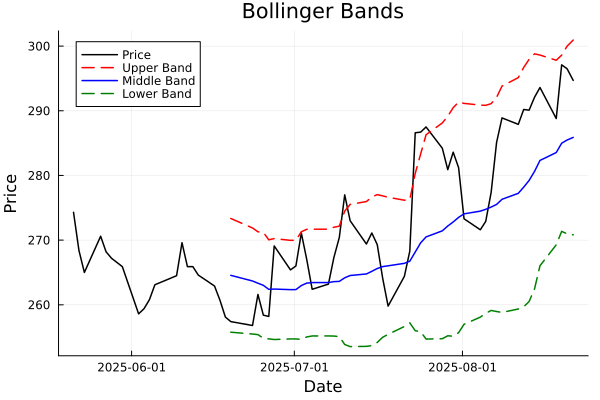 Bollinger Bands
Price
Upper Band
Middle Band
Lower Band
Price
300
290
280
270
260
2025-06-01
2025-07-01
2025-08-01
Date